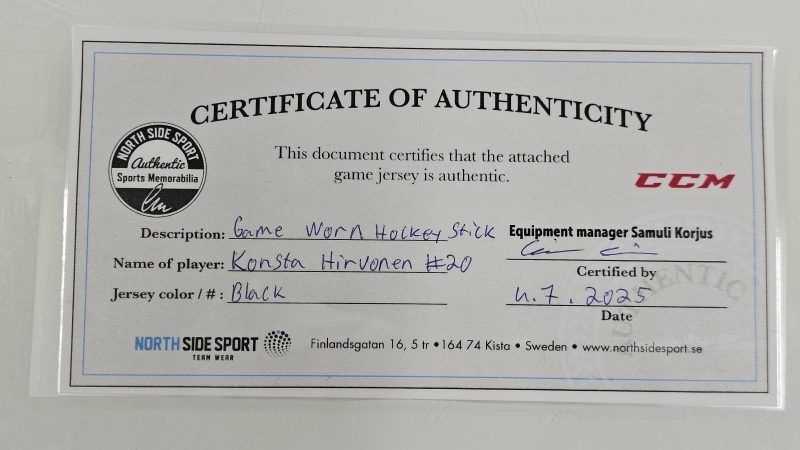 CERTIFICATE OF AUTHENTICITY
NORTH SIDE SPORT
Authentic
Sports Memorabilia
This document certifies that the attached
game jersey is authentic.
CCM
Description: Game Worn Hockey Stick
Equipment manager Samuli Korjus
Name of player: Konsta Hirvonen #20
Certified by
Jersey color / # : Black
4.7.2025
Date
AUTHENTIC
NORTH SIDE SPORT
TEAM WEAR
Finlandsgatan 16, 5 tr • 164 74 Kista • Sweden • www.northsidesport.se